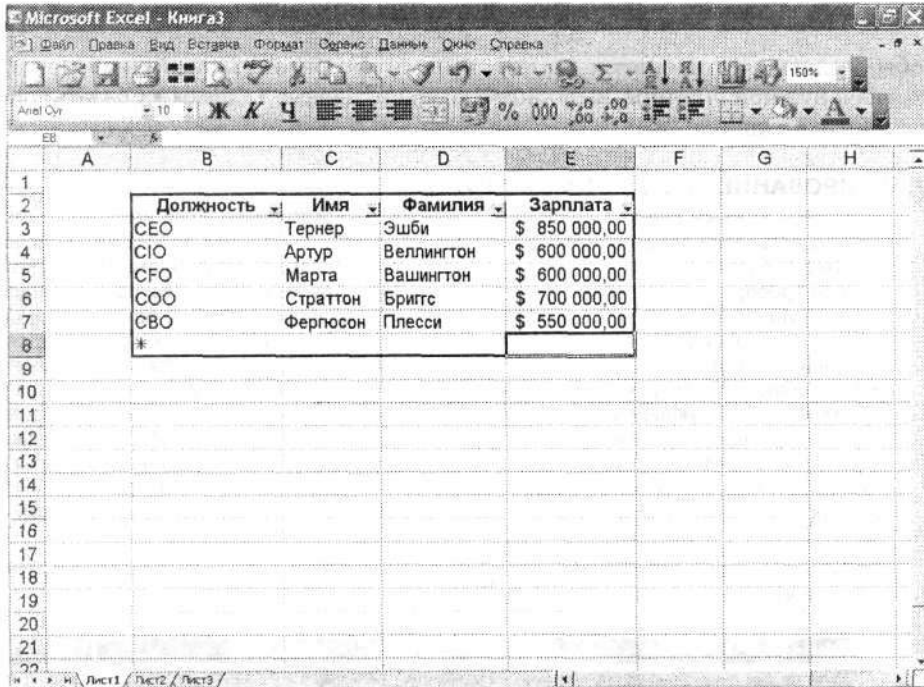 Microsoft Excel - Книга3
Файл Правка Вид Вставка Формат Сервис Данные Окно Справка
150%
Arial Cyr 10 Ж К Ч % 000
E8 fx
A B C D E F G H
1
2 Должность Имя Фамилия Зарплата
3 CEO Тернер Эшби $ 850 000,00
4 CIO Артур Веллингтон $ 600 000,00
5 CFO Марта Вашингтон $ 600 000,00
6 COO Страттон Бриггс $ 700 000,00
7 CBO Фергюсон Плесси $ 550 000,00
8 *
9
10
11
12
13
14
15
16
17
18
19
20
21
22
Лист1 Лист2 Лист3